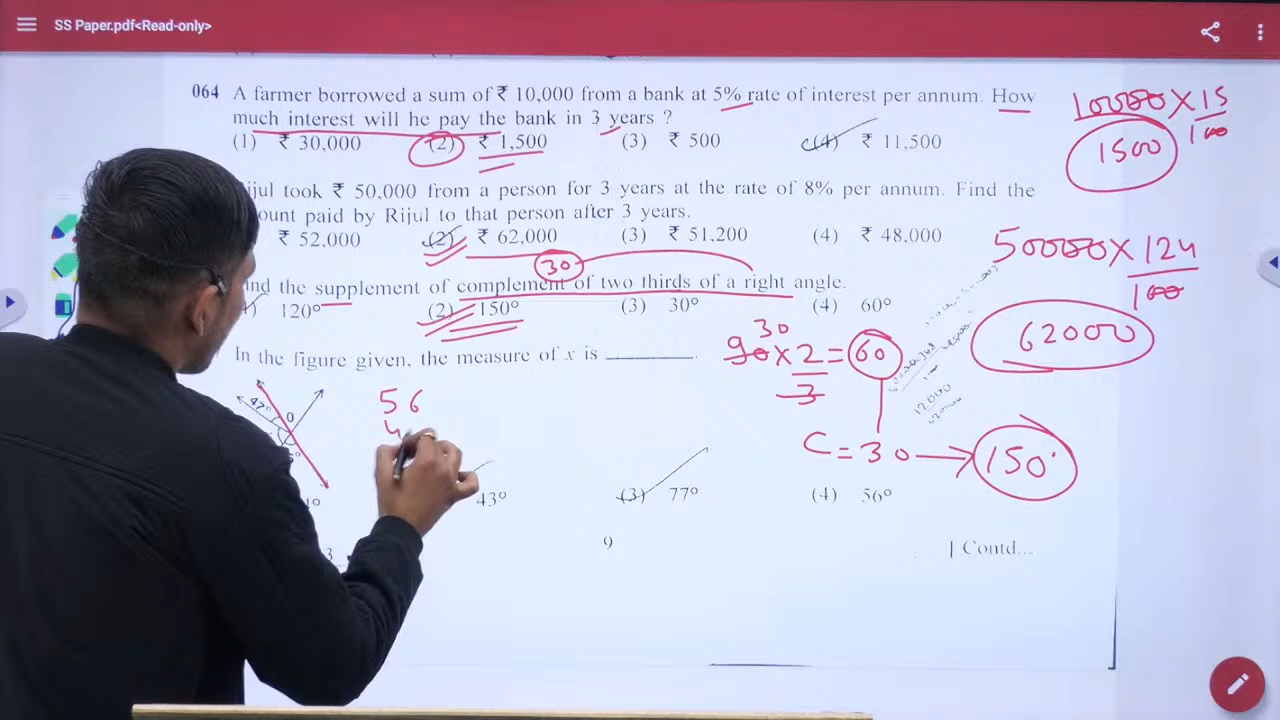 SS Paper.pdf<Read-only>
064 A farmer borrowed a sum of ₹ 10,000 from a bank at 5% rate of interest per annum. How
much interest will he pay the bank in 3 years ?
(1) ₹ 30,000 (2) ₹ 1,500 (3) ₹ 500 (4) ₹ 11,500
10000 X 15
100
1500
ijul took ₹ 50,000 from a person for 3 years at the rate of 8% per annum. Find the
ount paid by Rijul to that person after 3 years.
₹ 52,000 (2) ₹ 62,000 (3) ₹ 51,200 (4) ₹ 48,000
50000 X 124
100
62000
30
nd the supplement of complement of two thirds of a right angle.
120° (2) 150° (3) 30° (4) 60°
30
90 X 2 = 60
3
C = 30 → 150°
In the figure given, the measure of x is ________.
47°
56
43° (3) 77° (4) 56°
9
[ Contd...